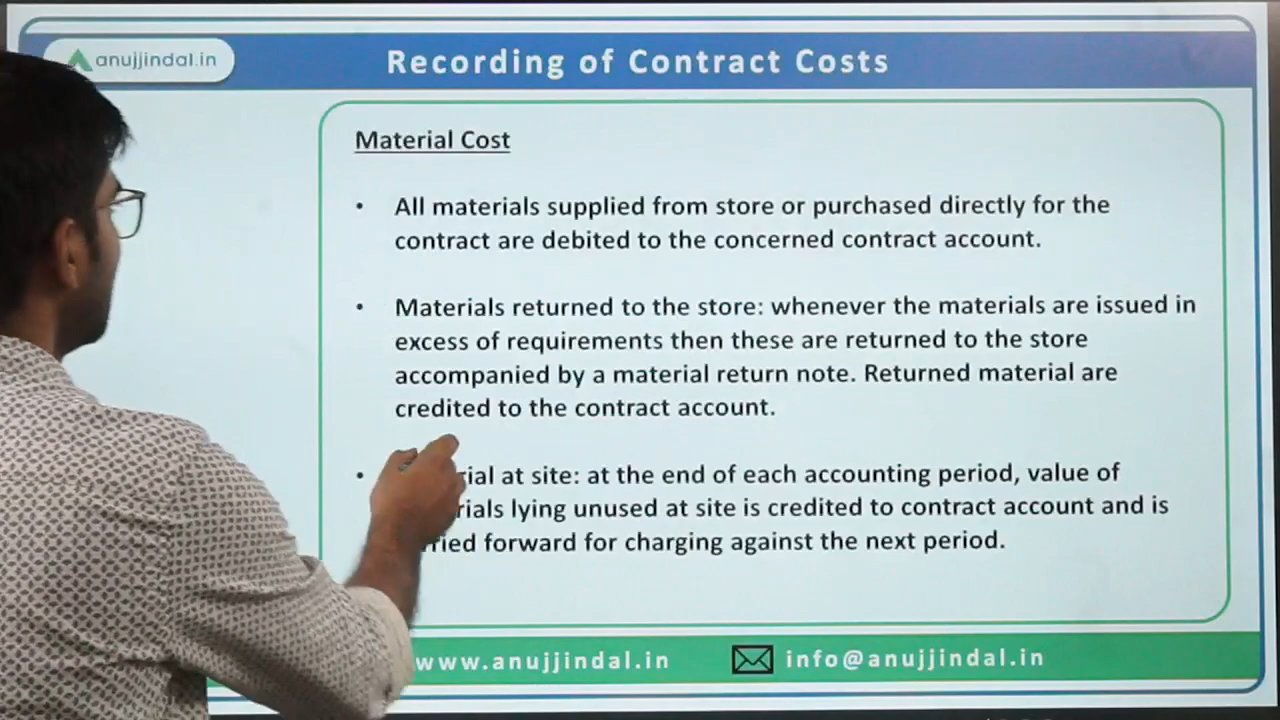 anujjindal.in
Recording of Contract Costs
Material Cost
• All materials supplied from store or purchased directly for the
contract are debited to the concerned contract account.
• Materials returned to the store: whenever the materials are issued in
excess of requirements then these are returned to the store
accompanied by a material return note. Returned material are
credited to the contract account.
• at site: at the end of each accounting period, value of
lying unused at site is credited to contract account and is
forward for charging against the next period.
www.anujjindal.in
info@anujjindal.in